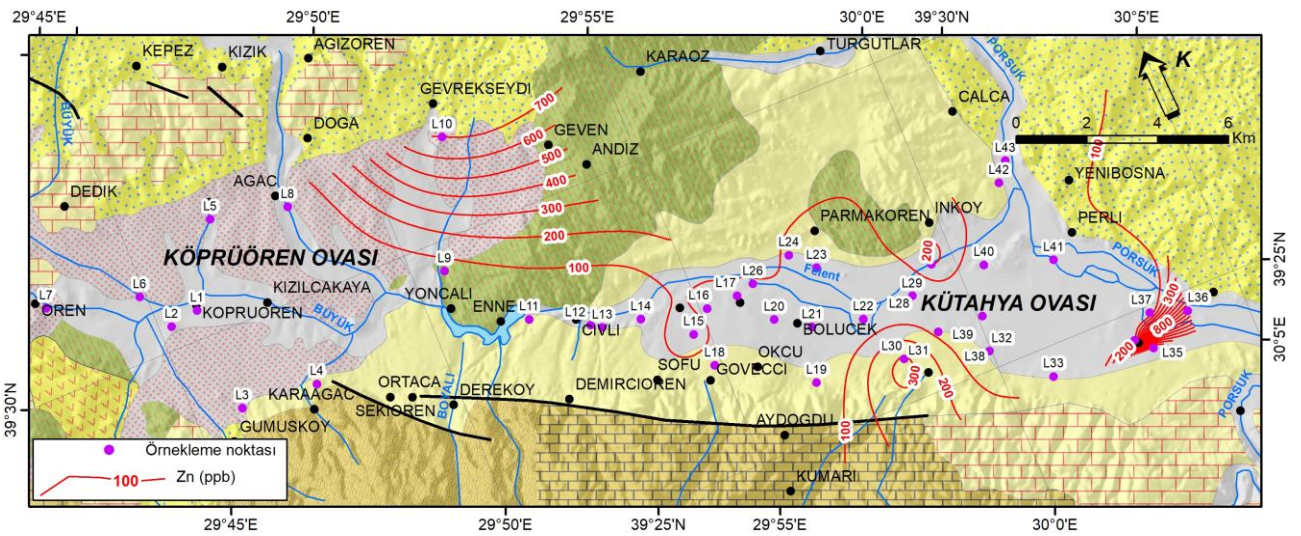 29°45'E 29°50'E 29°55'E 30°0'E 39°30'N 30°5'E
KEPEZ KIZIK AGIZOREN KARAOZ TURGUTLAR PORSUK K
BÜYÜK GEVREKSEYDI 700 CALCA 0 2 4 6
Km
DOGA L10 600 GEVEN 100
500 ANDIZ L43
DEDIK AGAC L8 400 L42 YENIBOSNA
L5 300 PARMAKOREN INKOY PERLI
200 L24 200 L41 PORSUK
KÖPRÜÖREN OVASI L9 100 L23 L40 39°25'N
L7 L6 L1 KIZILCAKAYA YONCALI L26 Felent L29 300 L36
OREN L2 KOPRUOREN BÜYÜK ENNE L11 L12 L13 L14 L16 L17 L20 L21 L22 L28 KÜTAHYA OVASI L37
CIVLI L15 BOLUCEK L39 800
L18 OKCU L30 L31 L38 L32 200 L35 30°5'E
L4 SOFU GOVECCI L19 300 L33
39°30'N L3 KARAAGAC ORTACA DEREKOY DEMIRCIOREN 200 PORSUK
GUMUSKOY SEKIOREN BOYALI AYDOGDU 100
Örnekleme noktası
100 Zn (ppb) KUMARI
29°45'E 29°50'E 39°25'N 29°55'E 30°0'E